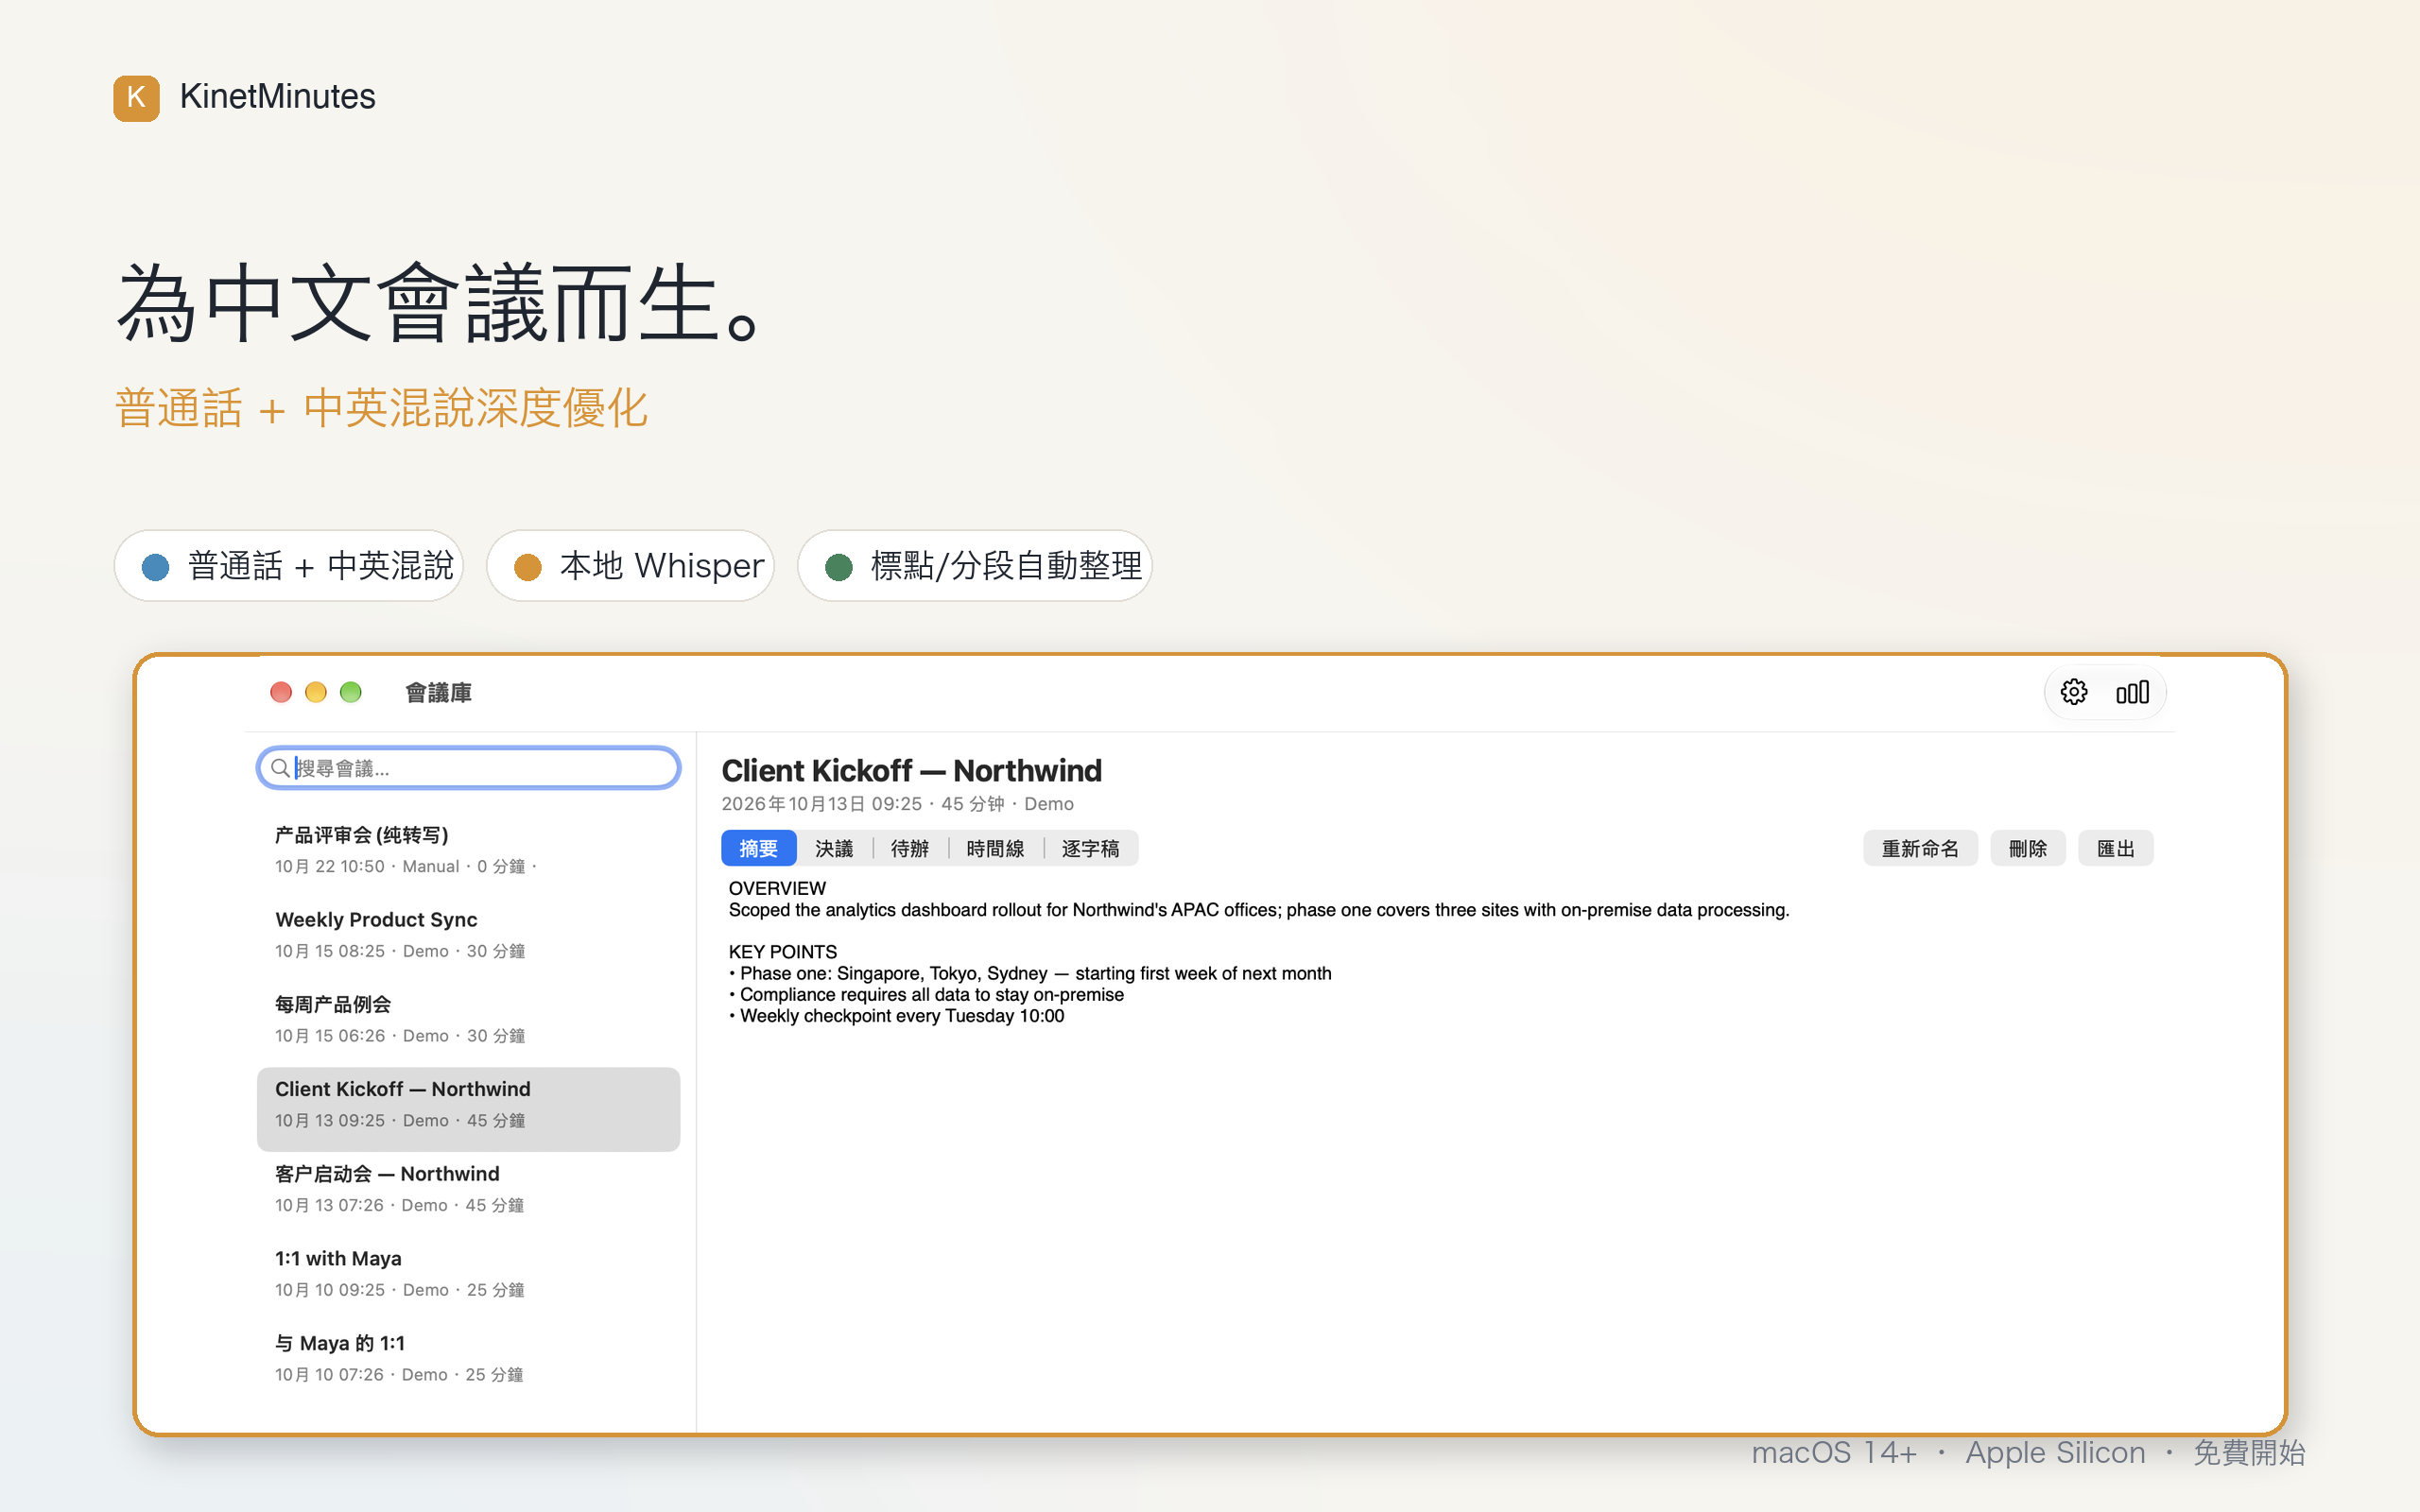 K KinetMinutes
為中文會議而生。
普通話 + 中英混說深度優化
普通話 + 中英混說
本地 Whisper
標點/分段自動整理
會議庫
搜尋會議...
产品评审会 (纯转写)
10月 22 10:50 · Manual · 0 分鐘 ·
Weekly Product Sync
10月 15 08:25 · Demo · 30 分鐘
每周产品例会
10月 15 06:26 · Demo · 30 分鐘
Client Kickoff — Northwind
10月 13 09:25 · Demo · 45 分鐘
客户启动会 — Northwind
10月 13 07:26 · Demo · 45 分鐘
1:1 with Maya
10月 10 09:25 · Demo · 25 分鐘
与 Maya 的 1:1
10月 10 07:26 · Demo · 25 分鐘
Client Kickoff — Northwind
2026年10月13日 09:25 · 45 分钟 · Demo
摘要 決議 待辦 時間線 逐字稿
重新命名 刪除 匯出
OVERVIEW
Scoped the analytics dashboard rollout for Northwind's APAC offices; phase one covers three sites with on-premise data processing.
KEY POINTS
• Phase one: Singapore, Tokyo, Sydney — starting first week of next month
• Compliance requires all data to stay on-premise
• Weekly checkpoint every Tuesday 10:00
macOS 14+ · Apple Silicon · 免費開始